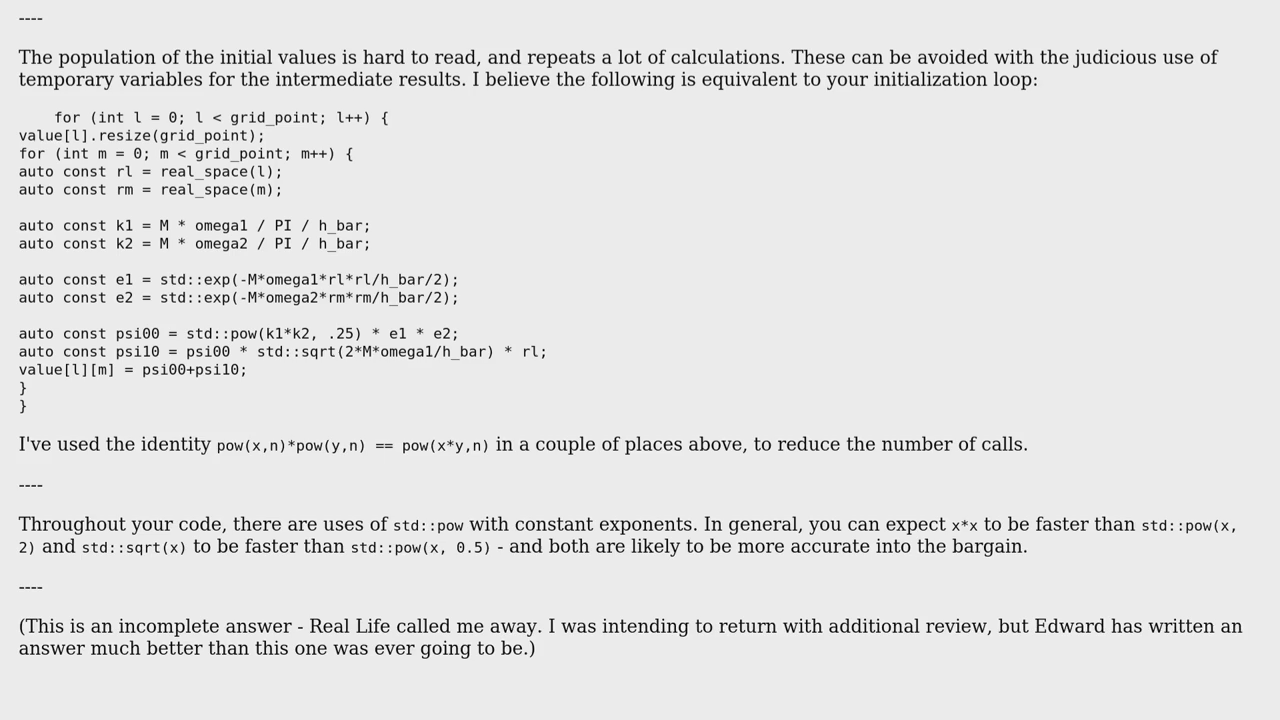 ----
The population of the initial values is hard to read, and repeats a lot of calculations. These can be avoided with the judicious use of
temporary variables for the intermediate results. I believe the following is equivalent to your initialization loop:
    for (int l = 0; l < grid_point; l++) {
value[l].resize(grid_point);
for (int m = 0; m < grid_point; m++) {
auto const rl = real_space(l);
auto const rm = real_space(m);
auto const k1 = M * omega1 / PI / h_bar;
auto const k2 = M * omega2 / PI / h_bar;
auto const e1 = std::exp(-M*omega1*rl*rl/h_bar/2);
auto const e2 = std::exp(-M*omega2*rm*rm/h_bar/2);
auto const psi00 = std::pow(k1*k2, .25) * e1 * e2;
auto const psi10 = psi00 * std::sqrt(2*M*omega1/h_bar) * rl;
value[l][m] = psi00+psi10;
}
}
I've used the identity pow(x,n)*pow(y,n) == pow(x*y,n) in a couple of places above, to reduce the number of calls.
----
Throughout your code, there are uses of std::pow with constant exponents. In general, you can expect x*x to be faster than std::pow(x,
2) and std::sqrt(x) to be faster than std::pow(x, 0.5) - and both are likely to be more accurate into the bargain.
----
(This is an incomplete answer - Real Life called me away. I was intending to return with additional review, but Edward has written an
answer much better than this one was ever going to be.)